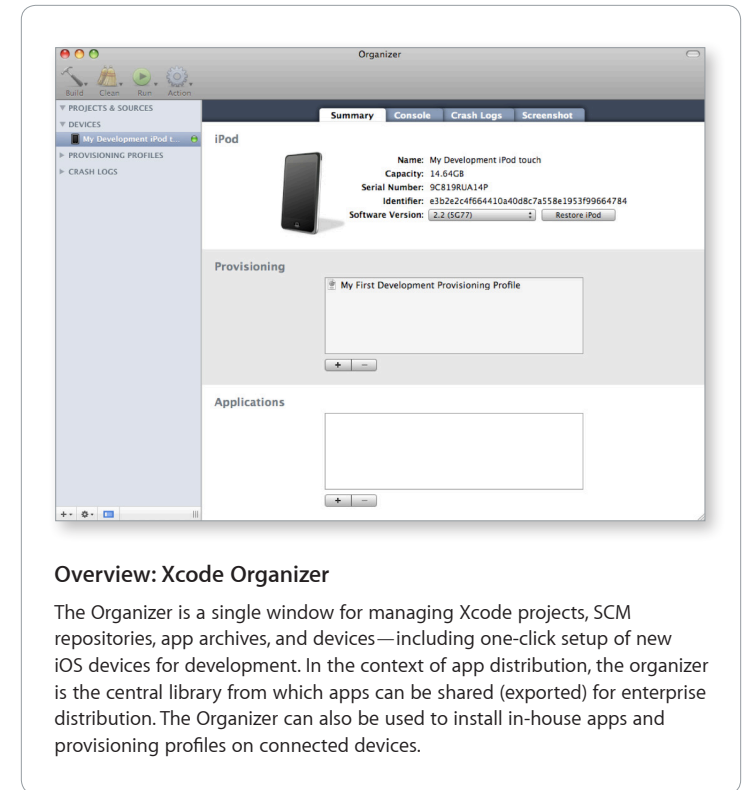 Organizer
Build Clean Run Action
PROJECTS & SOURCES
DEVICES
My Development iPod t...
PROVISIONING PROFILES
CRASH LOGS
Summary Console Crash Logs Screenshot
iPod
Name: My Development iPod touch
Capacity: 14.64GB
Serial Number: 9C819RUA14P
Identifier: e3b2e2c4f664410a40d8c7a558e1953f99664784
Software Version: 2.2 (5G77) Restore iPod
Provisioning
My First Development Provisioning Profile
+ −
Applications
+ −
Overview: Xcode Organizer
The Organizer is a single window for managing Xcode projects, SCM
repositories, app archives, and devices—including one-click setup of new
iOS devices for development. In the context of app distribution, the organizer
is the central library from which apps can be shared (exported) for enterprise
distribution. The Organizer can also be used to install in-house apps and
provisioning profiles on connected devices.